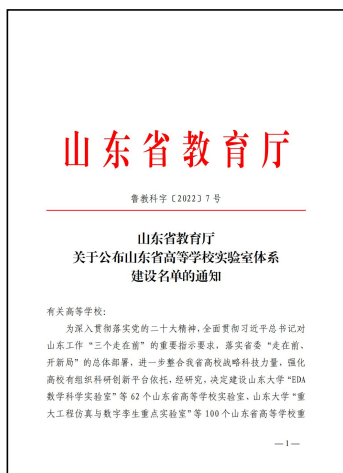 山东省教育厅
鲁教科字〔2022〕7号
山东省教育厅
关于公布山东省高等学校实验室体系
建设名单的通知
有关高等学校：
为深入贯彻落实党的二十大精神，全面贯彻习近平总书记对
山东工作“三个走在前”的重要指示要求，落实省委“走在前、
开新局”的总体部署，进一步整合我省高校战略科技力量，强化
高校有组织科研创新平台依托，经研究，决定建设山东大学“EDA
数学科学实验室”等62个山东省高等学校实验室、山东大学“重
大工程仿真与数字孪生重点实验室”等100个山东省高等学校重
—1—